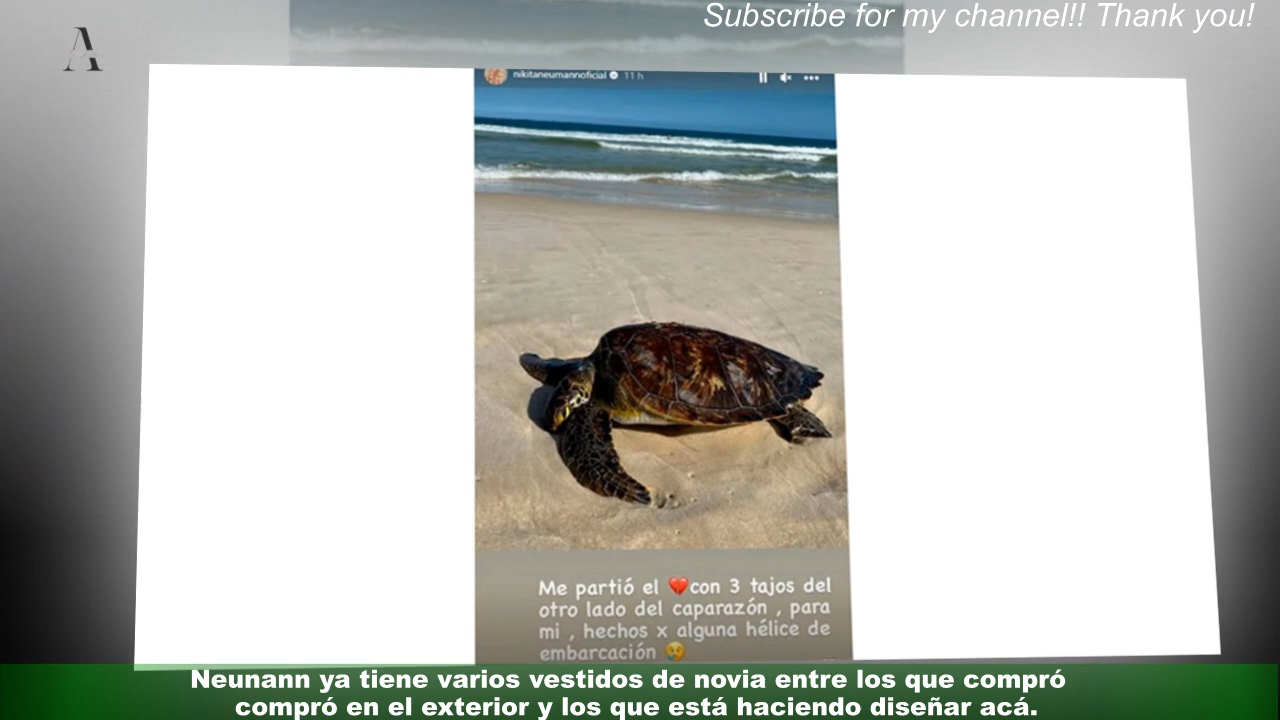 Subscribe for my channel!! Thank you!
A
nikitaneumannoficial 11 h
Me partió el 💔con 3 tajos del
otro lado del caparazón , para
mi , hechos x alguna hélice de
embarcación 😢
Neunann ya tiene varios vestidos de novia entre los que compró
compró en el exterior y los que está haciendo diseñar acá.